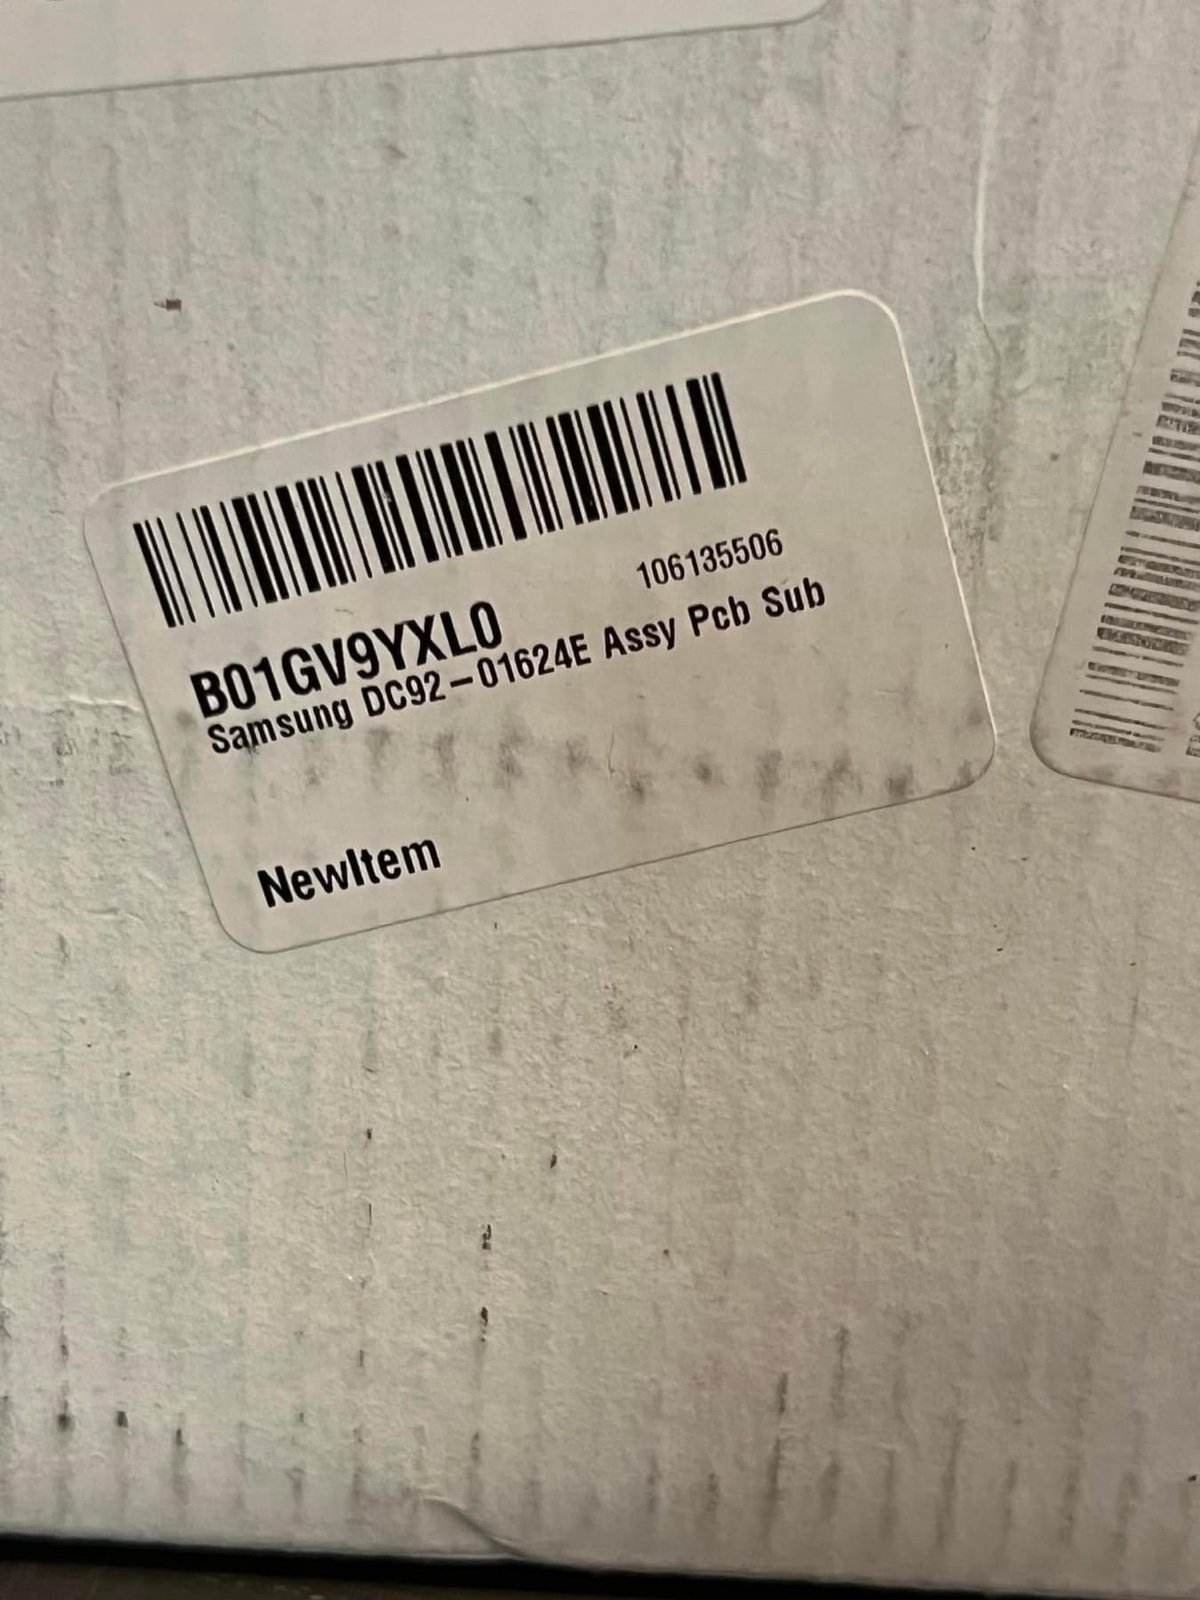 106135506
B01GV9YXL0
Samsung DC92-01624E Assy Pcb Sub
NewItem